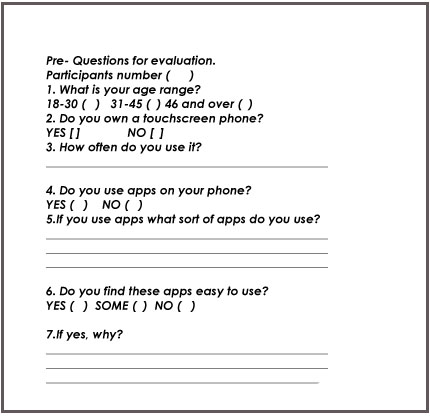 Pre- Questions for evaluation.
Participants number (     )
1. What is your age range?
18-30 (  )   31-45 ( ) 46 and over ( )
2. Do you own a touchscreen phone?
YES [ ]            NO [ ]
3. How often do you use it?
4. Do you use apps on your phone?
YES (  )    NO (  )
5.If you use apps what sort of apps do you use?
6. Do you find these apps easy to use?
YES (  )  SOME ( )  NO (  )
7.If yes, why?